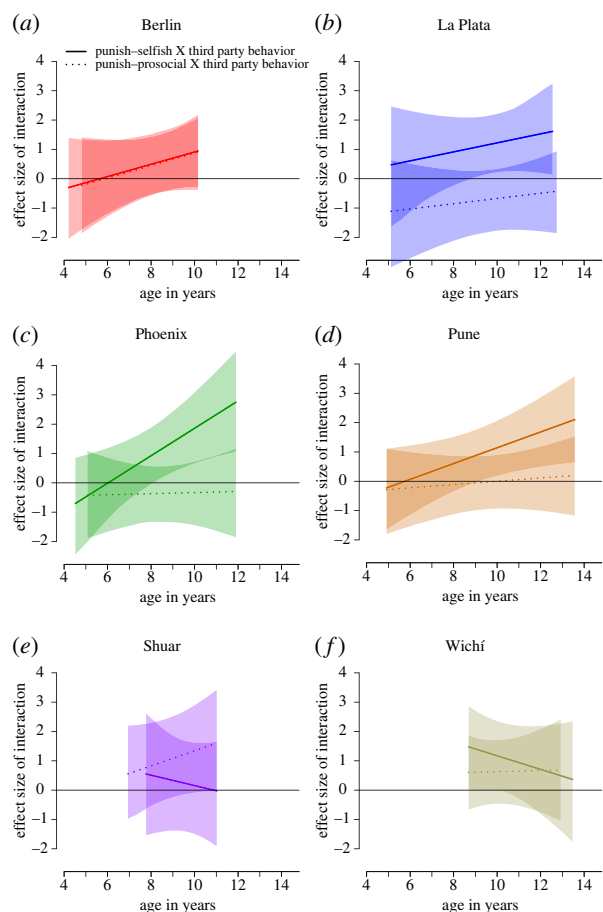 (a) Berlin
punish–selfish X third party behavior
punish–prosocial X third party behavior
effect size of interaction
4
3
2
1
0
–1
–2
4 6 8 10 12 14
age in years
(b) La Plata
effect size of interaction
4
3
2
1
0
–1
–2
4 6 8 10 12 14
age in years
(c) Phoenix
effect size of interaction
4
3
2
1
0
–1
–2
4 6 8 10 12 14
age in years
(d) Pune
effect size of interaction
4
3
2
1
0
–1
–2
4 6 8 10 12 14
age in years
(e) Shuar
effect size of interaction
4
3
2
1
0
–1
–2
4 6 8 10 12 14
age in years
(f) Wichí
effect size of interaction
4
3
2
1
0
–1
–2
4 6 8 10 12 14
age in years